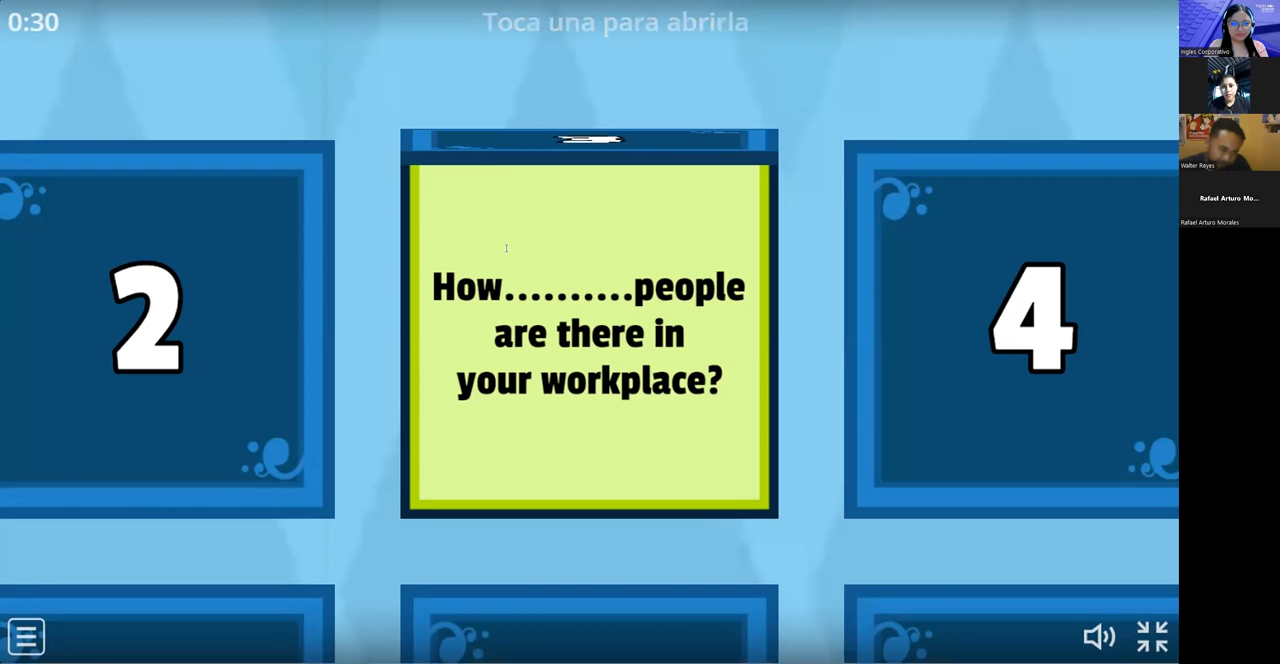 0:30
Toca una para abrirla
Ingles Corporativo
2
How..........people
are there in
your workplace?
4
Walter Reyes
Rafael Arturo Mo...
Rafael Arturo Morales